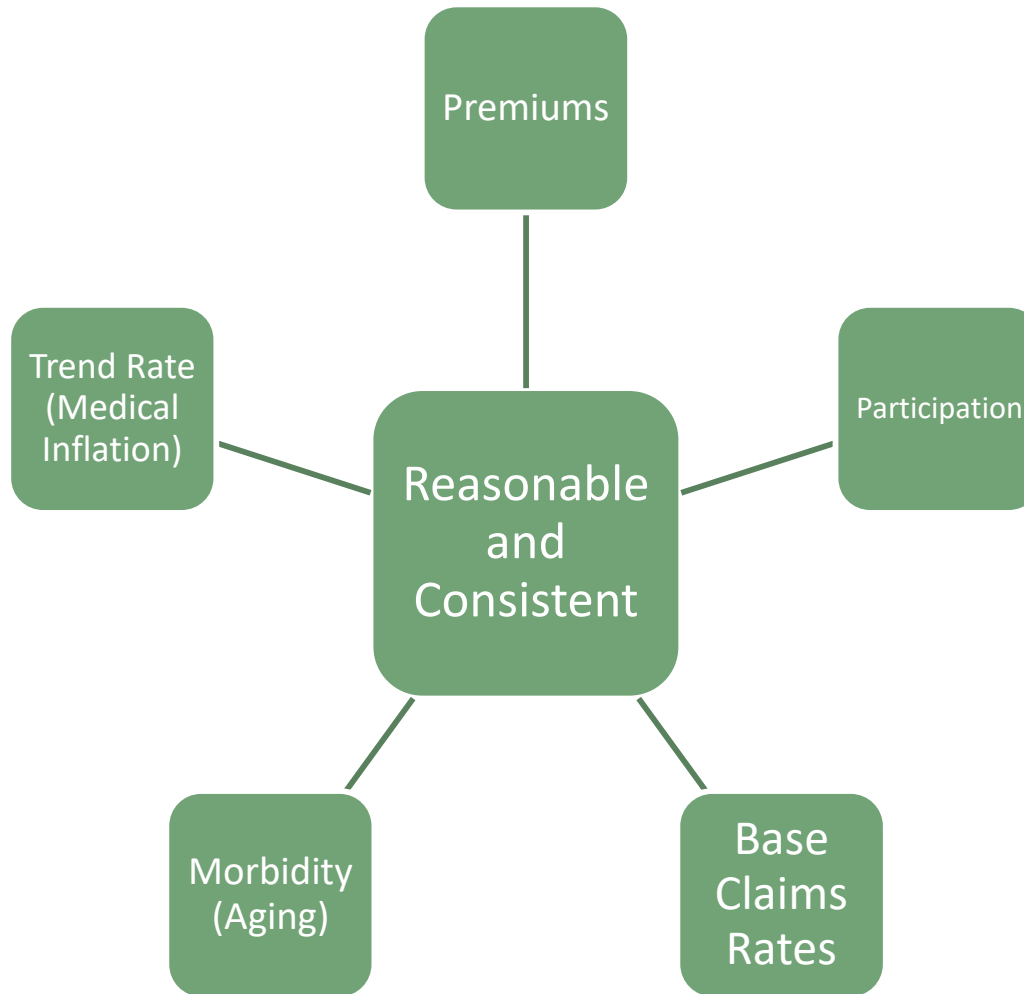 Premiums
Trend Rate
(Medical
Inflation)
Participation
Reasonable
and
Consistent
Morbidity
(Aging)
Base
Claims
Rates